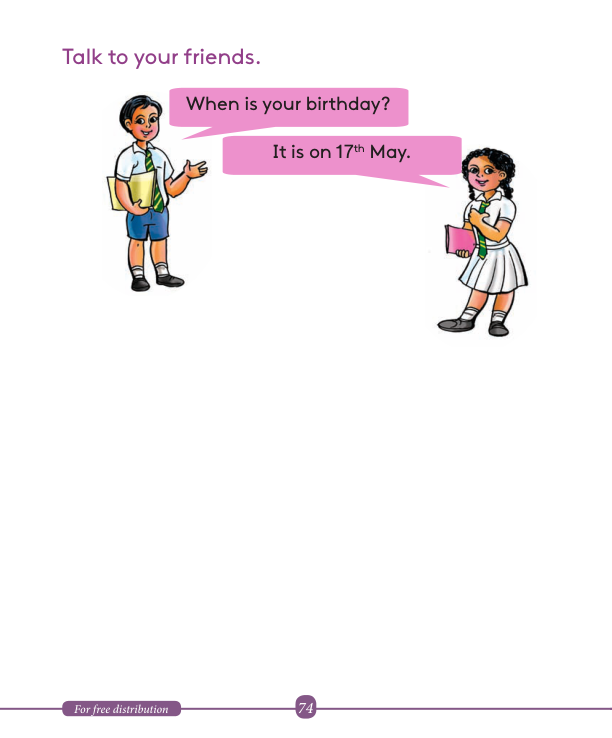 Talk to your friends.
When is your birthday?
It is on 17th May.
For free distribution
74